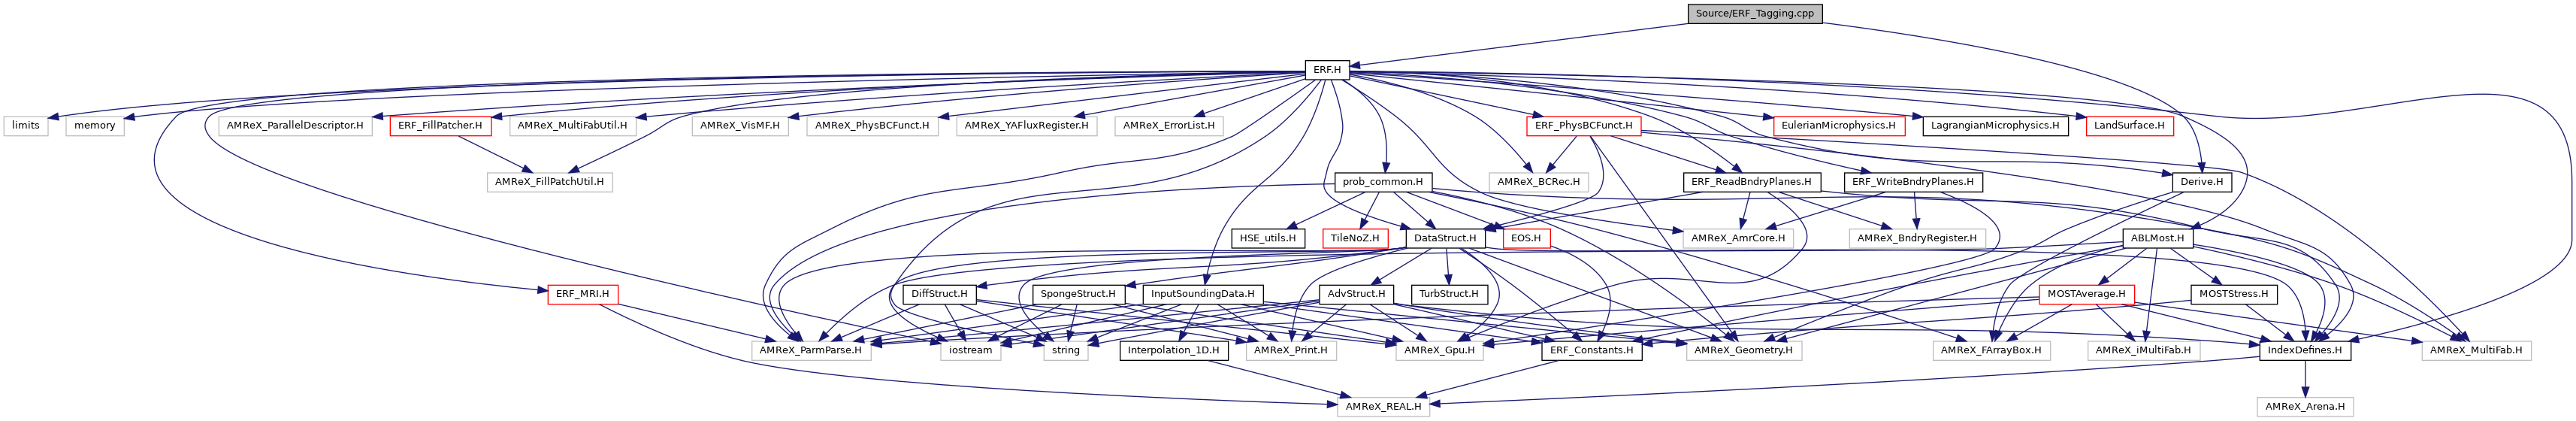 Source/ERF_Tagging.cpp
ERF.H
limits
memory
AMReX_ParallelDescriptor.H
ERF_FillPatcher.H
AMReX_MultiFabUtil.H
AMReX_VisMF.H
AMReX_PhysBCFunct.H
AMReX_YAFluxRegister.H
AMReX_ErrorList.H
ERF_PhysBCFunct.H
EulerianMicrophysics.H
LagrangianMicrophysics.H
LandSurface.H
AMReX_FillPatchUtil.H
prob_common.H
AMReX_BCRec.H
ERF_ReadBndryPlanes.H
ERF_WriteBndryPlanes.H
Derive.H
HSE_utils.H
TileNoZ.H
DataStruct.H
EOS.H
AMReX_AmrCore.H
AMReX_BndryRegister.H
ABLMost.H
ERF_MRI.H
DiffStruct.H
SpongeStruct.H
InputSoundingData.H
AdvStruct.H
TurbStruct.H
MOSTAverage.H
MOSTStress.H
AMReX_ParmParse.H
iostream
string
Interpolation_1D.H
AMReX_Print.H
AMReX_Gpu.H
ERF_Constants.H
AMReX_Geometry.H
AMReX_FArrayBox.H
AMReX_iMultiFab.H
IndexDefines.H
AMReX_MultiFab.H
AMReX_REAL.H
AMReX_Arena.H